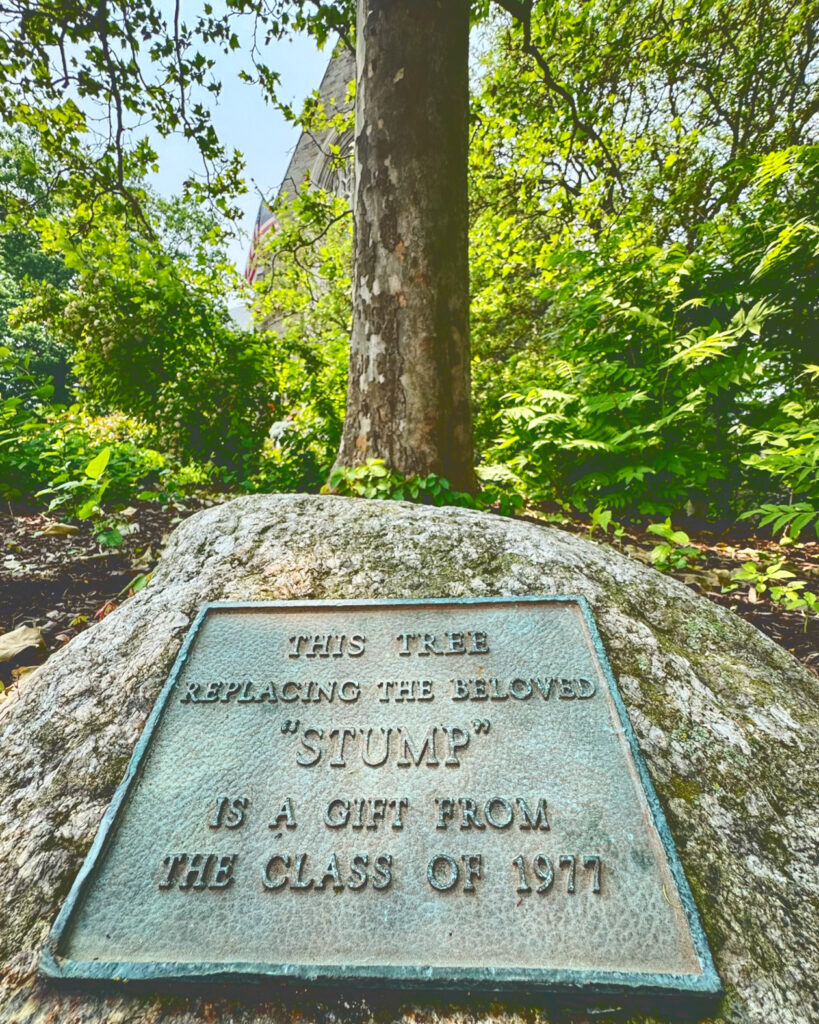 THIS TREE
REPLACING THE BELOVED
"STUMP"
IS A GIFT FROM
THE CLASS OF 1977